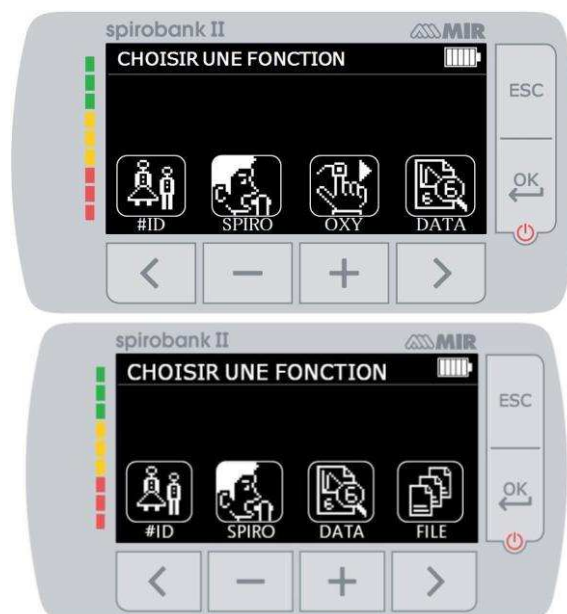 spirobank II MIR
CHOISIR UNE FONCTION
ESC
#ID SPIRO OXY DATA
OK
< − + >
spirobank II MIR
CHOISIR UNE FONCTION
ESC
#ID SPIRO DATA FILE
OK
< − + >